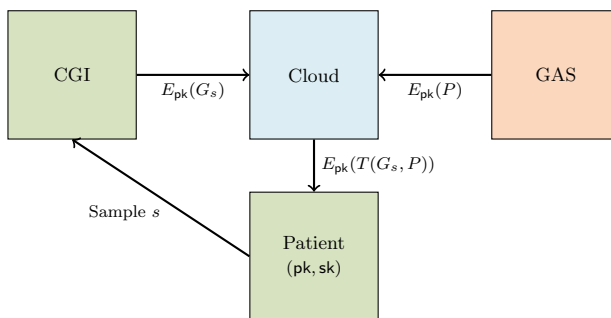 CGI
Cloud
GAS
E_pk(G_s)
E_pk(P)
E_pk(T(G_s, P))
Sample s
Patient
(pk, sk)